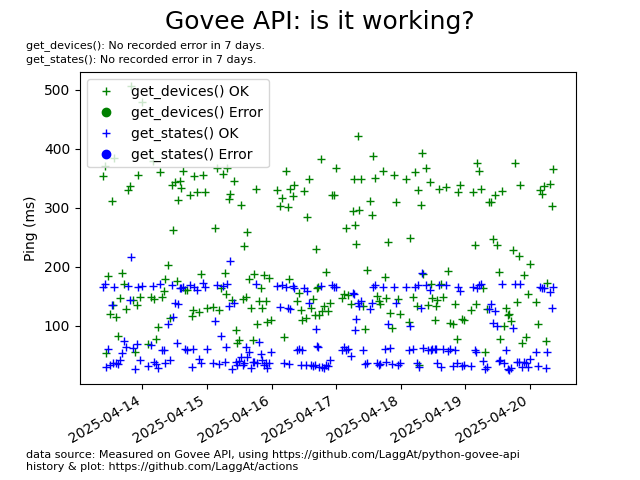 Govee API: is it working?
get_devices(): No recorded error in 7 days.
get_states(): No recorded error in 7 days.
get_devices() OK
get_devices() Error
get_states() OK
get_states() Error
Ping (ms)
500
400
300
200
100
2025-04-14
2025-04-15
2025-04-16
2025-04-17
2025-04-18
2025-04-19
2025-04-20
data source: Measured on Govee API, using https://github.com/LaggAt/python-govee-api
history & plot: https://github.com/LaggAt/actions